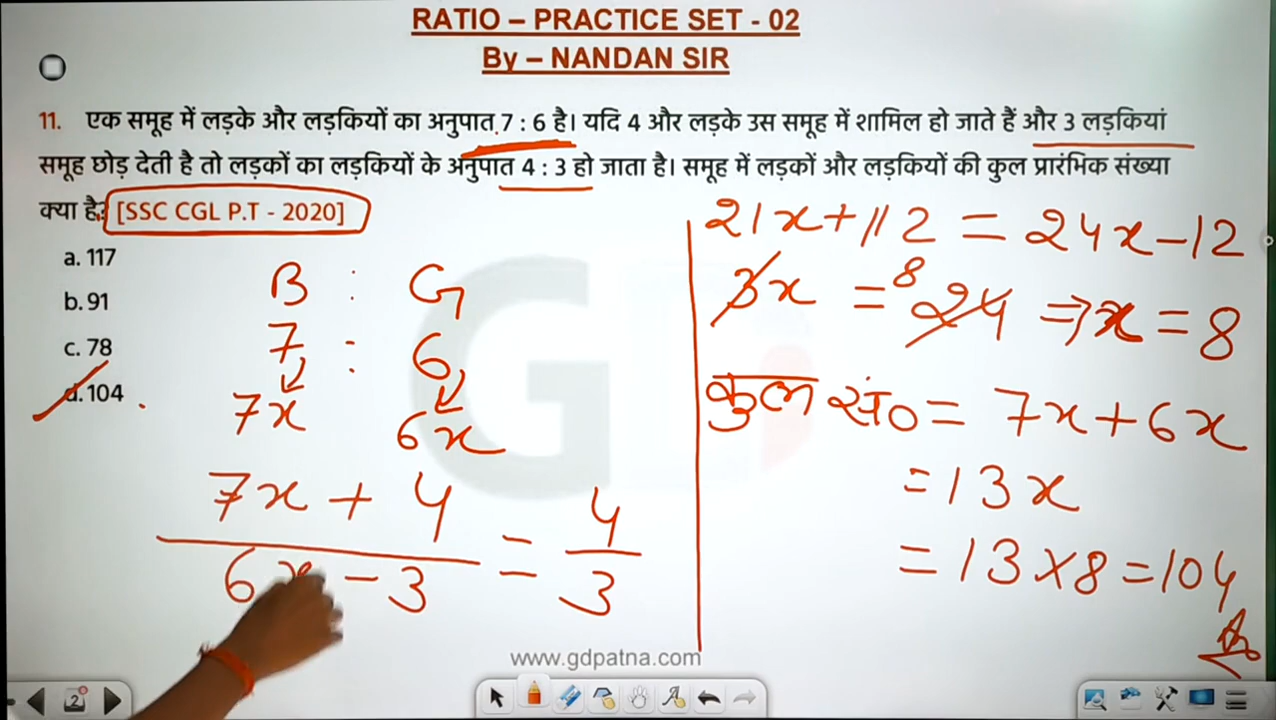 RATIO – PRACTICE SET - 02
By – NANDAN SIR
11. एक समूह में लड़के और लड़कियों का अनुपात 7 : 6 है। यदि 4 और लड़के उस समूह में शामिल हो जाते हैं और 3 लड़कियां
समूह छोड़ देती है तो लड़कों का लड़कियों के अनुपात 4 : 3 हो जाता है। समूह में लड़कों और लड़कियों की कुल प्रारंभिक संख्या
क्या है? [SSC CGL P.T - 2020]
a. 117
b. 91
c. 78
d. 104
B : G
7 : 6
7x 6x
7x + 4
6x - 3
=
4
3
21x + 112 = 24x - 12
3x = 8 24 ⇒ x = 8
कुल सं० = 7x + 6x
= 13x
= 13 × 8 = 104
www.gdpatna.com
2